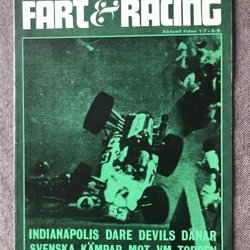 FART & RACING
Aktuell tiden 1/7-8/8
INDIANAPOLIS DARE DEVILS DÅNAR
SVENSKA KÄMPAR MOT VM TOPPEN